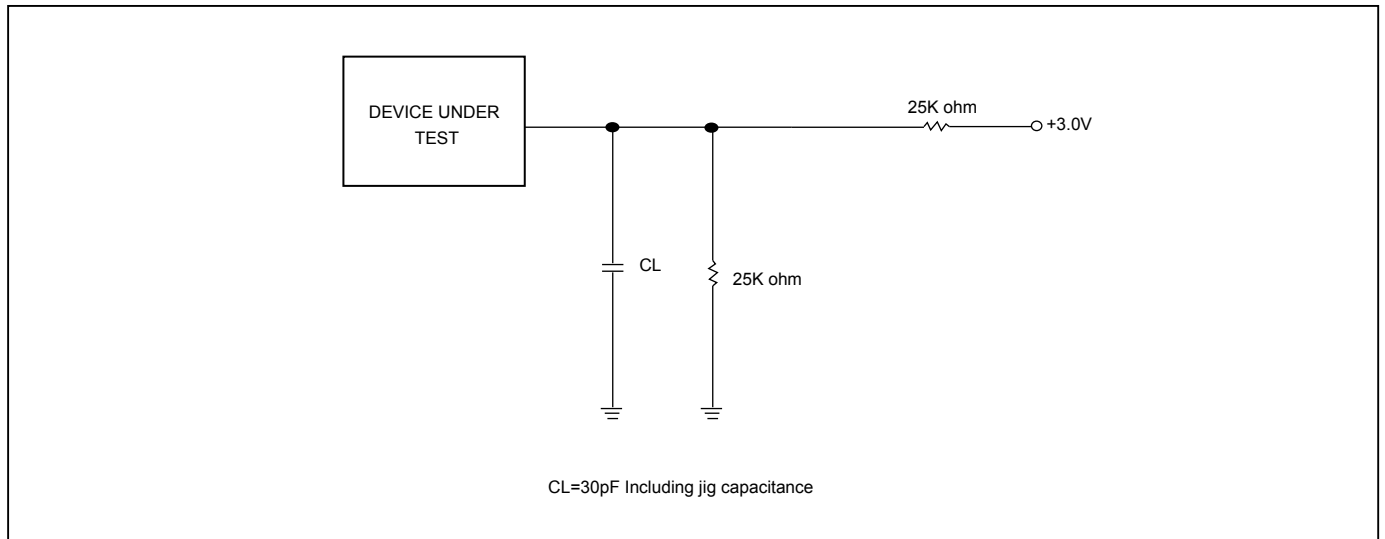 DEVICE UNDER
TEST
25K ohm
+3.0V
CL
25K ohm
CL=30pF Including jig capacitance